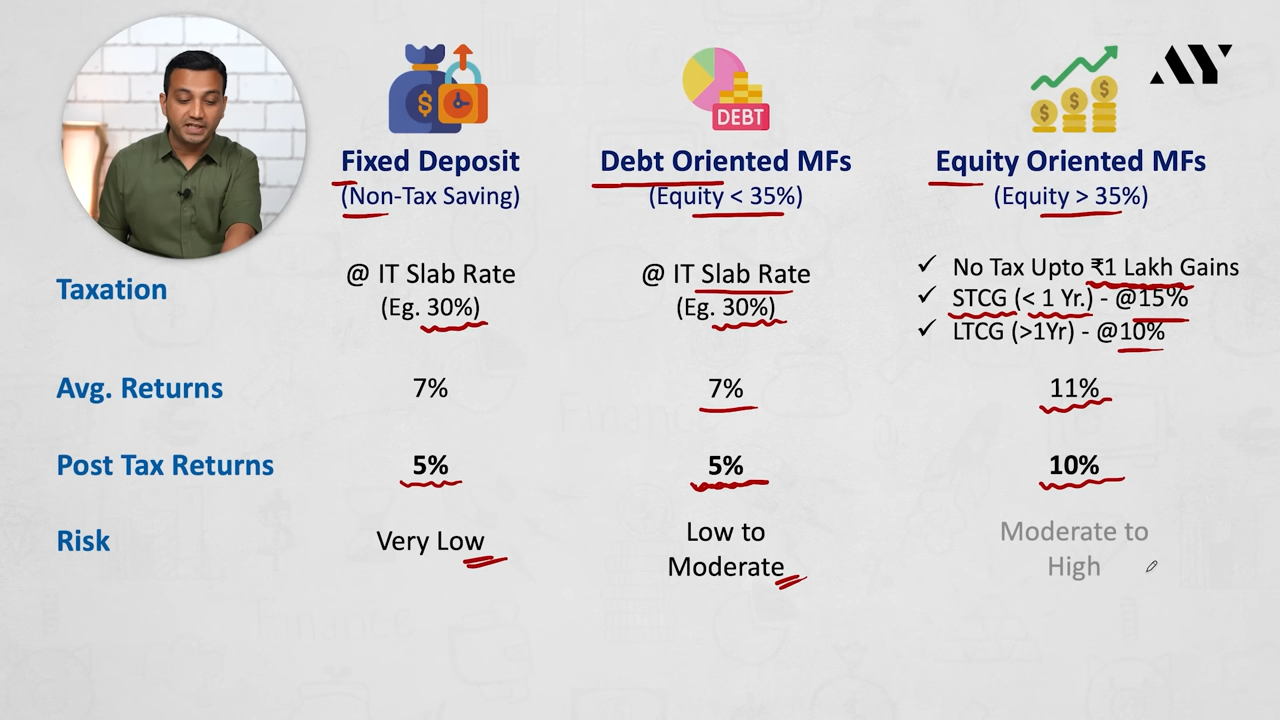 AY
$
DEBT
$
$
$
Fixed Deposit
(Non-Tax Saving)
Debt Oriented MFs
(Equity < 35%)
Equity Oriented MFs
(Equity > 35%)
Taxation
@ IT Slab Rate
(Eg. 30%)
@ IT Slab Rate
(Eg. 30%)
✓ No Tax Upto ₹1 Lakh Gains
✓ STCG (< 1 Yr.) - @15%
✓ LTCG (>1Yr) - @10%
Avg. Returns
7%
7%
11%
Post Tax Returns
5%
5%
10%
Risk
Very Low
Low to
Moderate
Moderate to
High